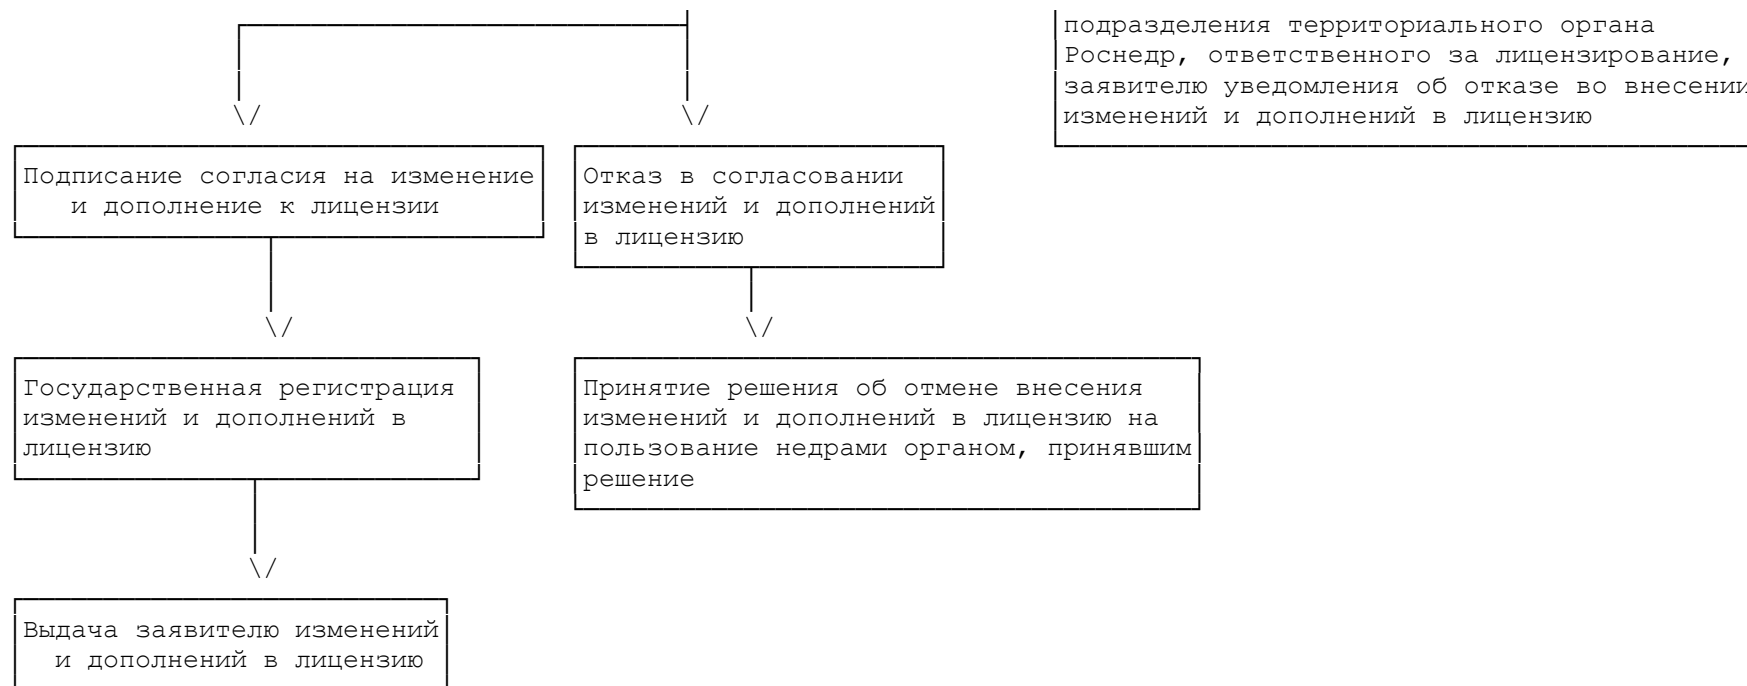 подразделения территориального органа
Роснедр, ответственного за лицензирование,
заявителю уведомления об отказе во внесении
изменений и дополнений в лицензию
Подписание согласия на изменение
и дополнение к лицензии
Отказ в согласовании
изменений и дополнений
в лицензию
Государственная регистрация
изменений и дополнений в
лицензию
Принятие решения об отмене внесения
изменений и дополнений в лицензию на
пользование недрами органом, принявшим
решение
Выдача заявителю изменений
и дополнений в лицензию